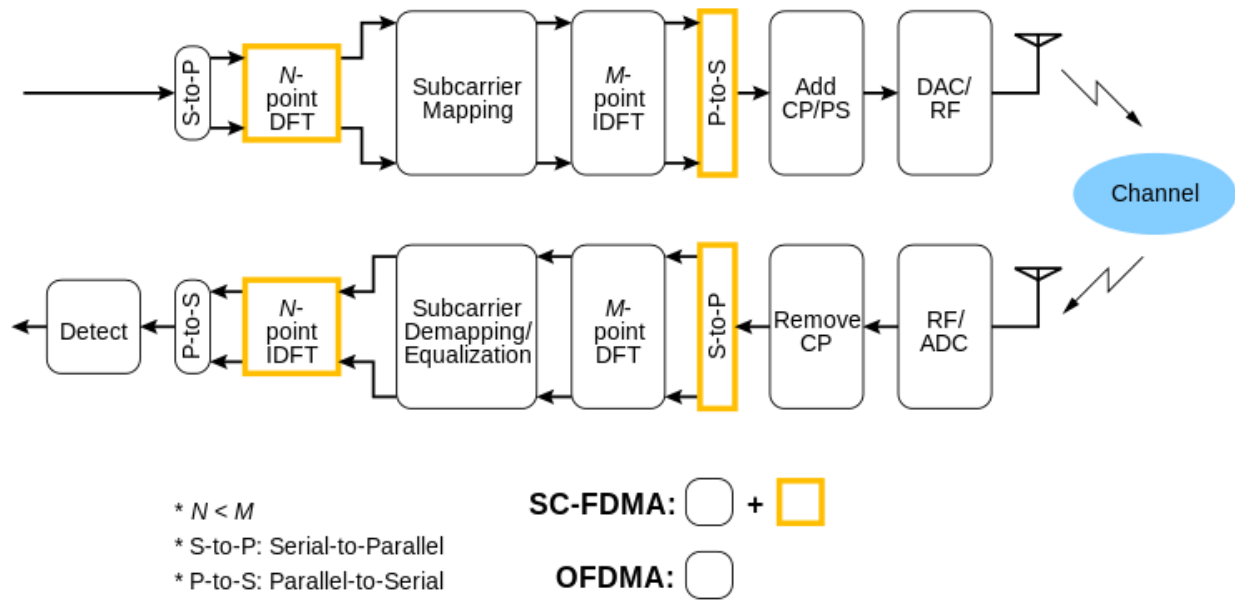 S-to-P
N-
point
DFT
Subcarrier
Mapping
M-
point
IDFT
P-to-S
Add
CP/PS
DAC/
RF
Channel
Detect
P-to-S
N-
point
IDFT
Subcarrier
Demapping/
Equalization
M-
point
DFT
S-to-P
Remove
CP
RF/
ADC
* N < M
* S-to-P: Serial-to-Parallel
* P-to-S: Parallel-to-Serial
SC-FDMA: +
OFDMA: